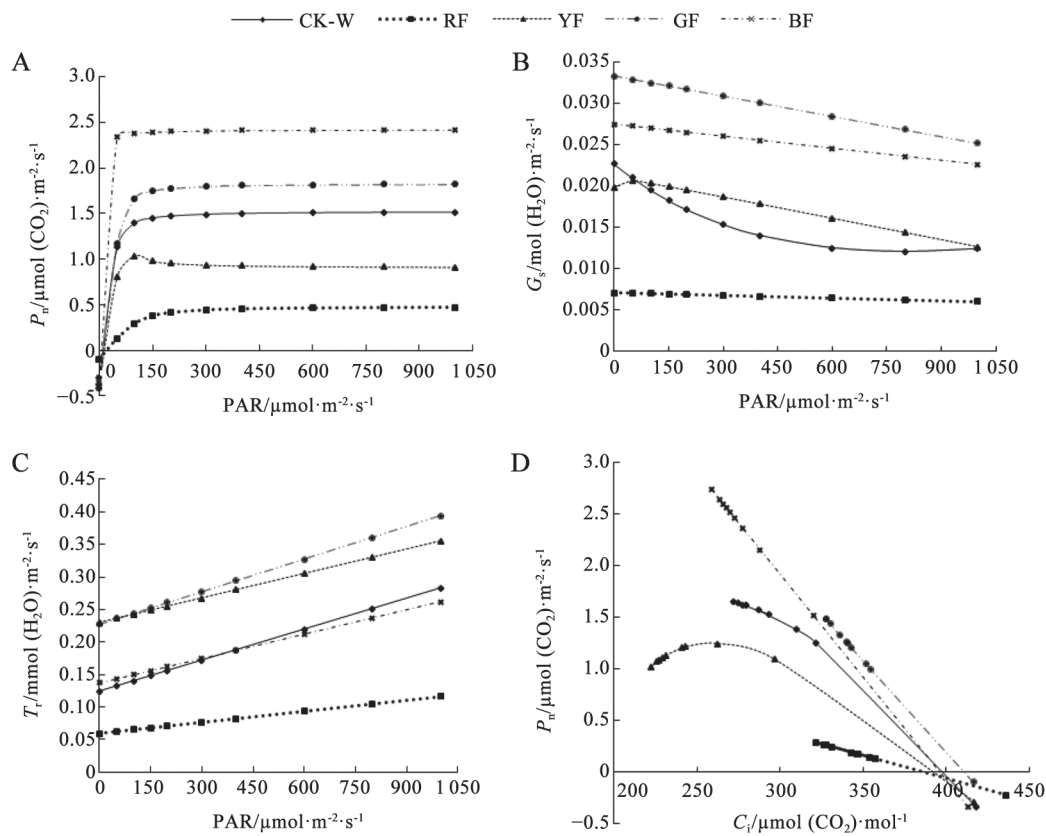 CK-W RF YF GF BF
A
3.0
2.5
2.0
1.5
1.0
0.5
0
−0.5
Pn/μmol (CO2)·m-2·s-1
0 150 300 450 600 750 900 1 050
PAR/μmol·m-2·s-1
B
0.035
0.030
0.025
0.020
0.015
0.010
0.005
0.000
Gs/mol (H2O)·m-2·s-1
0 150 300 450 600 750 900 1 050
PAR/μmol·m-2·s-1
C
0.45
0.40
0.35
0.30
0.25
0.20
0.15
0.10
0.05
0.00
Tr/mmol (H2O)·m-2·s-1
0 150 300 450 600 750 900 1 050
PAR/μmol·m-2·s-1
D
3.0
2.5
2.0
1.5
1.0
0.5
0
−0.5
Pn/μmol (CO2)·m-2·s-1
200 250 300 350 400 450
Ci/μmol (CO2)·mol-1